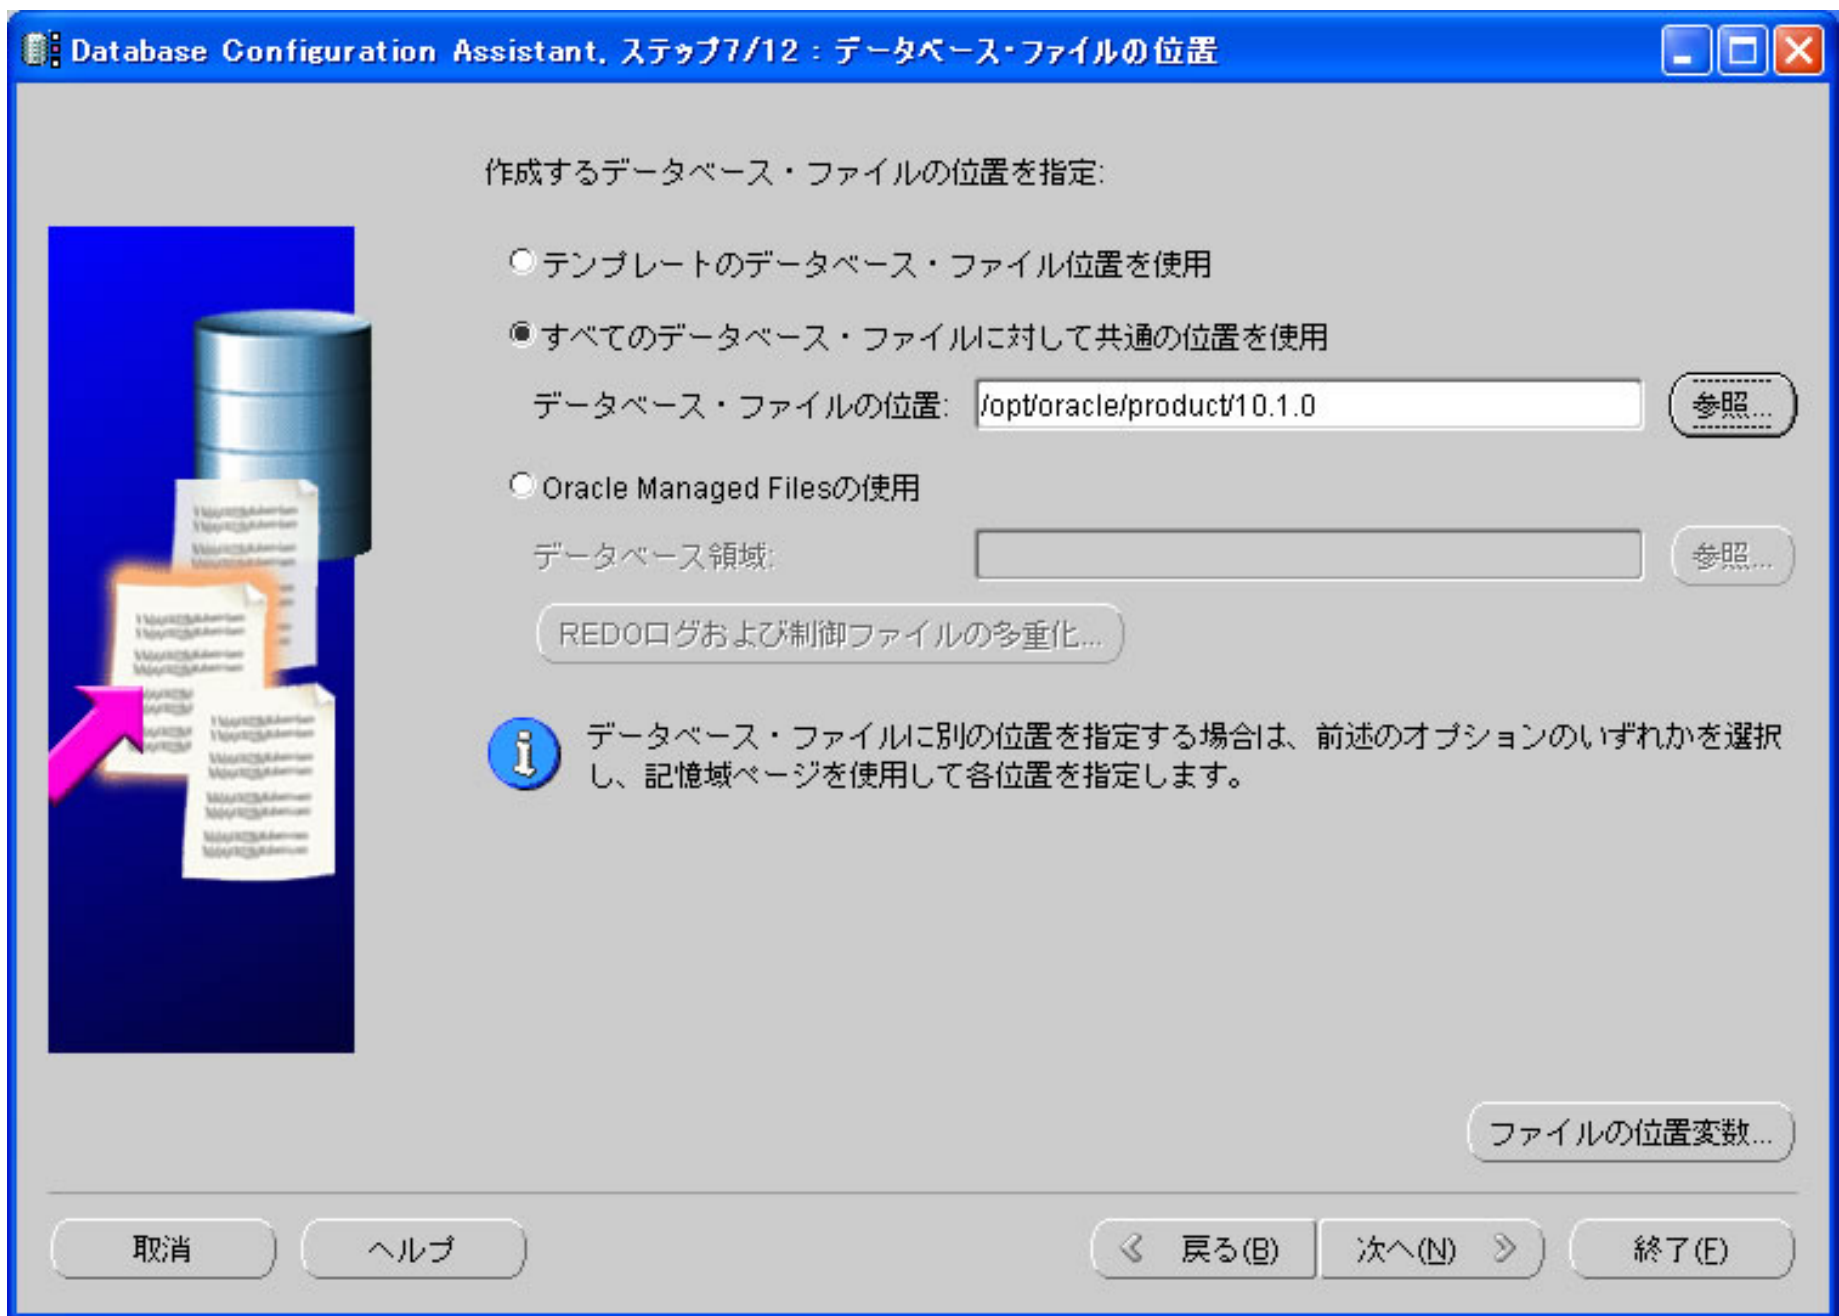 Database Configuration Assistant, ステップ7/12 : データベース・ファイルの位置
作成するデータベース・ファイルの位置を指定:
テンプレートのデータベース・ファイル位置を使用
すべてのデータベース・ファイルに対して共通の位置を使用
データベース・ファイルの位置: /opt/oracle/product/10.1.0 参照...
Oracle Managed Filesの使用
データベース領域: 参照...
REDOログおよび制御ファイルの多重化...
データベース・ファイルに別の位置を指定する場合は、前述のオプションのいずれかを選択
し、記憶域ページを使用して各位置を指定します。
ファイルの位置変数...
取消 ヘルプ 戻る(B) 次へ(N) 終了(F)